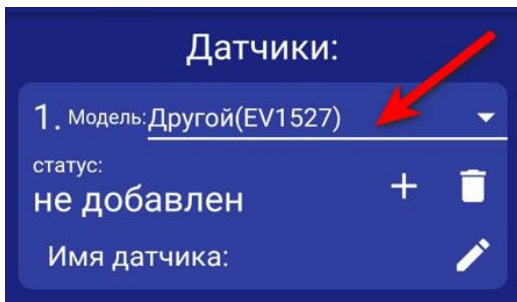 Датчики:
1. Модель:Другой(EV1527)
статус:
не добавлен
Имя датчика: